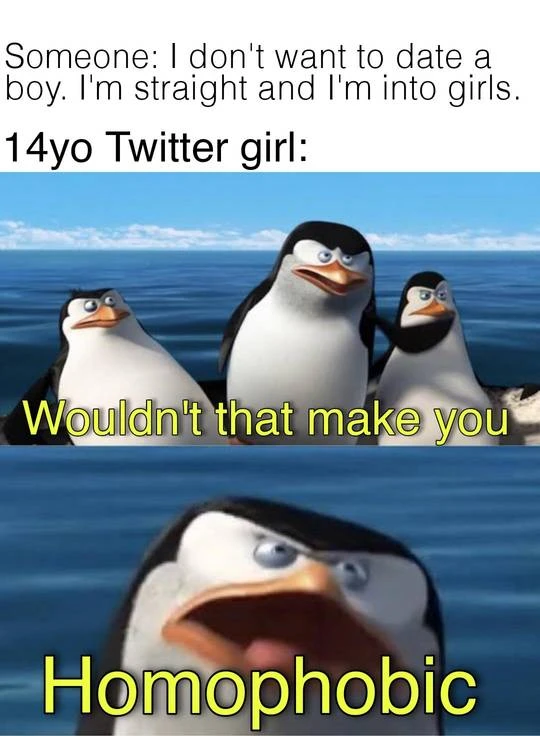 Someone: I don't want to date a
boy. I'm straight and I'm into girls.
14yo Twitter girl:
Wouldn't that make you
Homophobic